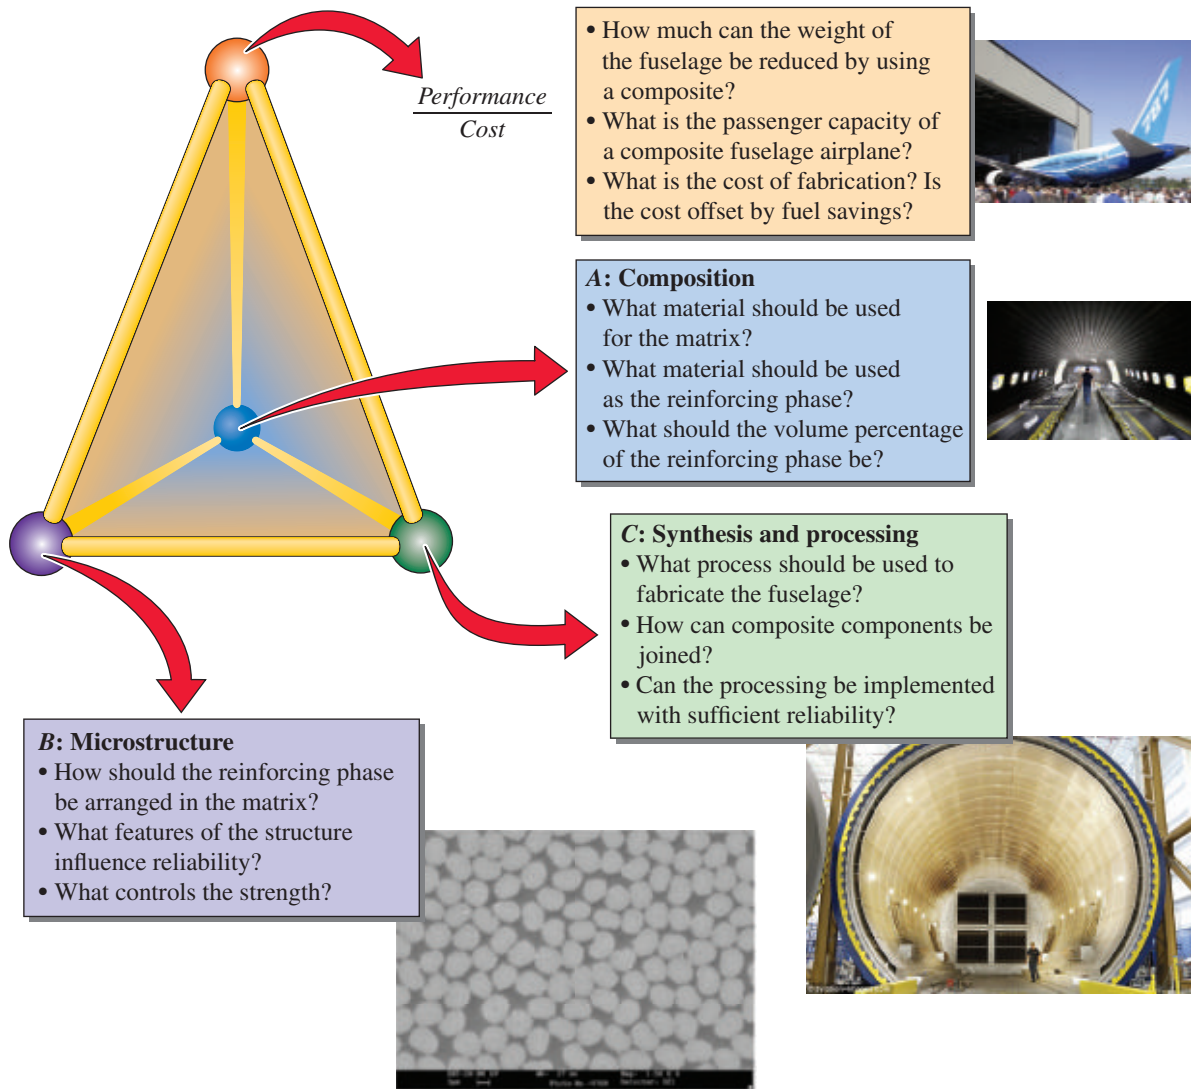 Performance
Cost
• How much can the weight of
the fuselage be reduced by using
a composite?
• What is the passenger capacity of
a composite fuselage airplane?
• What is the cost of fabrication? Is
the cost offset by fuel savings?
787
A: Composition
• What material should be used
for the matrix?
• What material should be used
as the reinforcing phase?
• What should the volume percentage
of the reinforcing phase be?
C: Synthesis and processing
• What process should be used to
fabricate the fuselage?
• How can composite components be
joined?
• Can the processing be implemented
with sufficient reliability?
B: Microstructure
• How should the reinforcing phase
be arranged in the matrix?
• What features of the structure
influence reliability?
• What controls the strength?